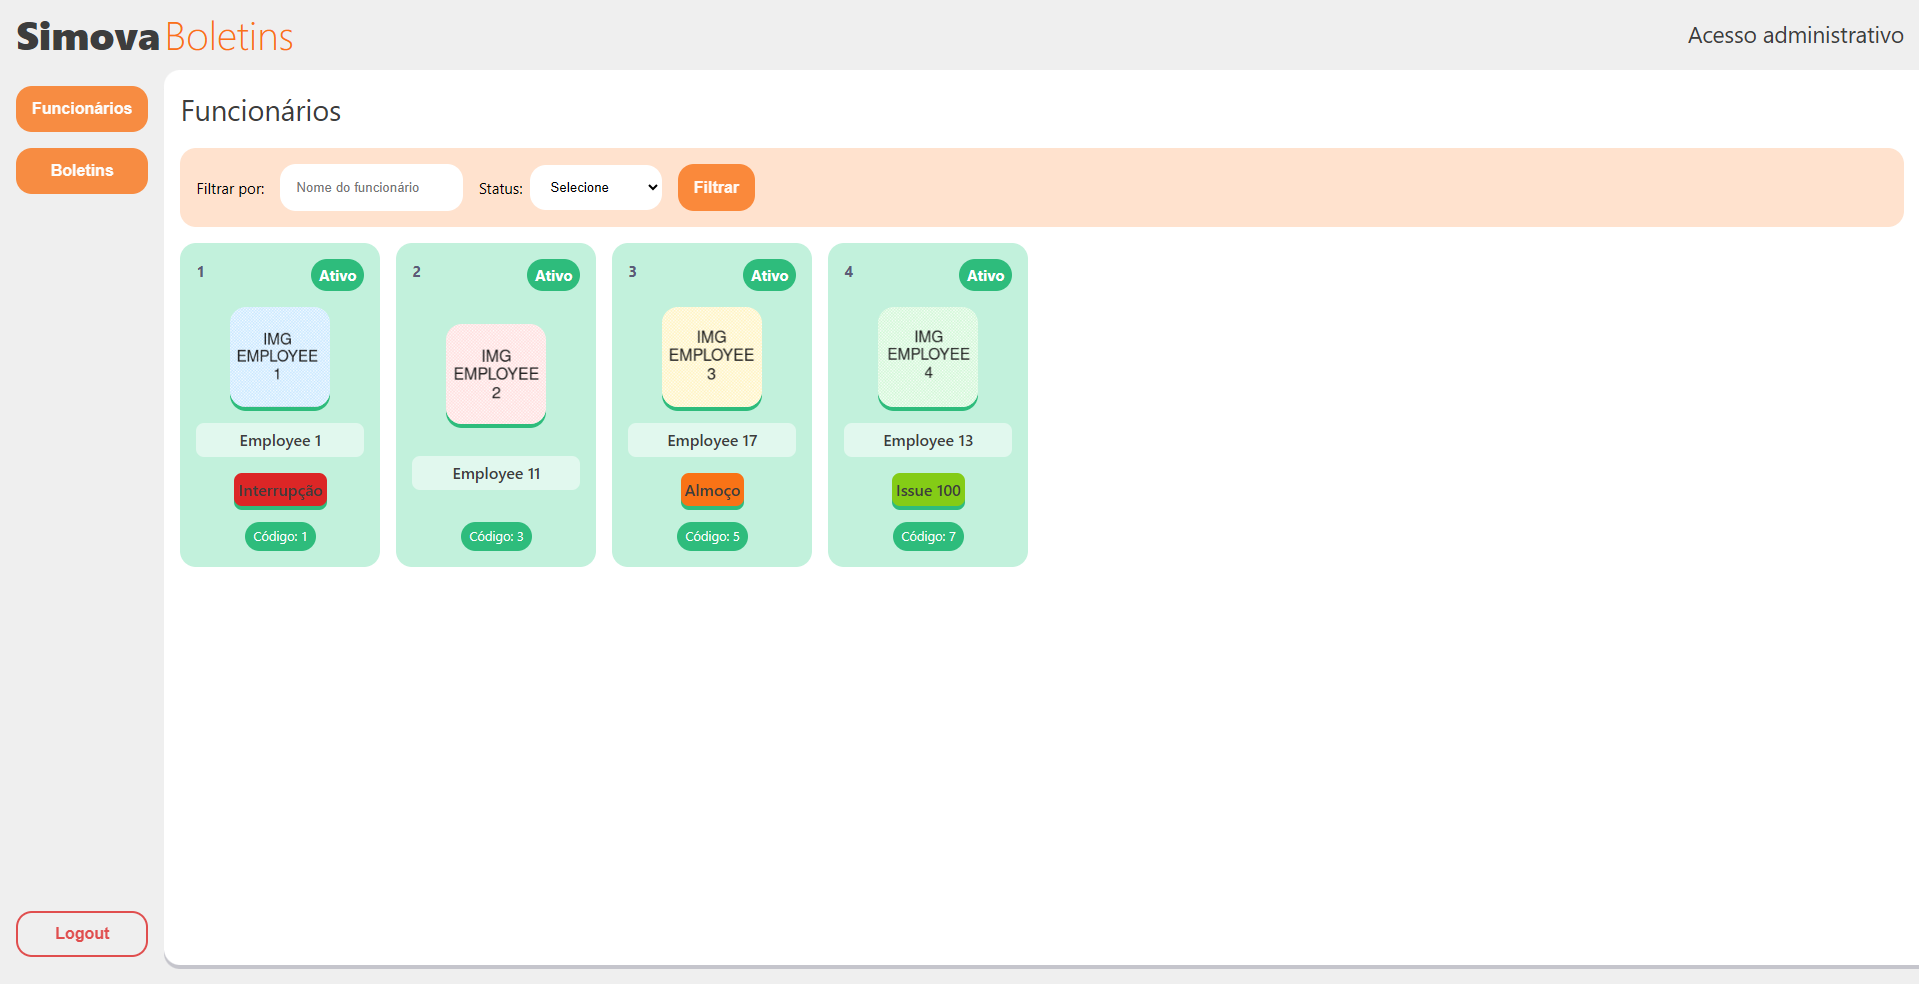 Simova Boletins
Acesso administrativo
Funcionários
Boletins
Logout
Funcionários
Filtrar por:
Nome do funcionário
Status:
Selecione
Filtrar
1
Ativo
IMG
EMPLOYEE
1
Employee 1
Interrupção
Código: 1
2
Ativo
IMG
EMPLOYEE
2
Employee 11
Código: 3
3
Ativo
IMG
EMPLOYEE
3
Employee 17
Almoço
Código: 5
4
Ativo
IMG
EMPLOYEE
4
Employee 13
Issue 100
Código: 7